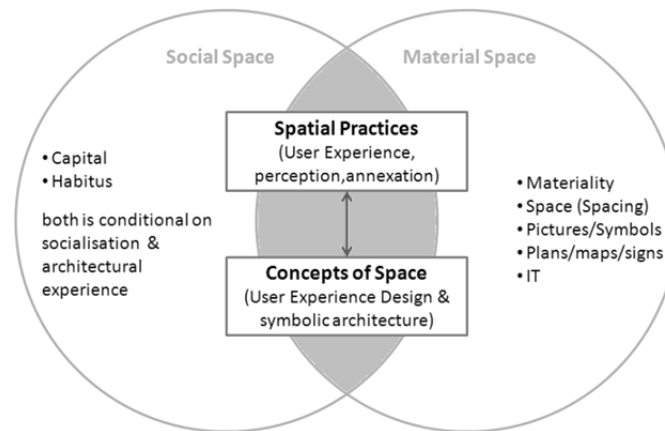 Social Space
Material Space
Spatial Practices
(User Experience,
perception,annexation)
• Capital
• Habitus
both is conditional on
socialisation &
architectural
experience
• Materiality
• Space (Spacing)
• Pictures/Symbols
• Plans/maps/signs
• IT
Concepts of Space
(User Experience Design &
symbolic architecture)